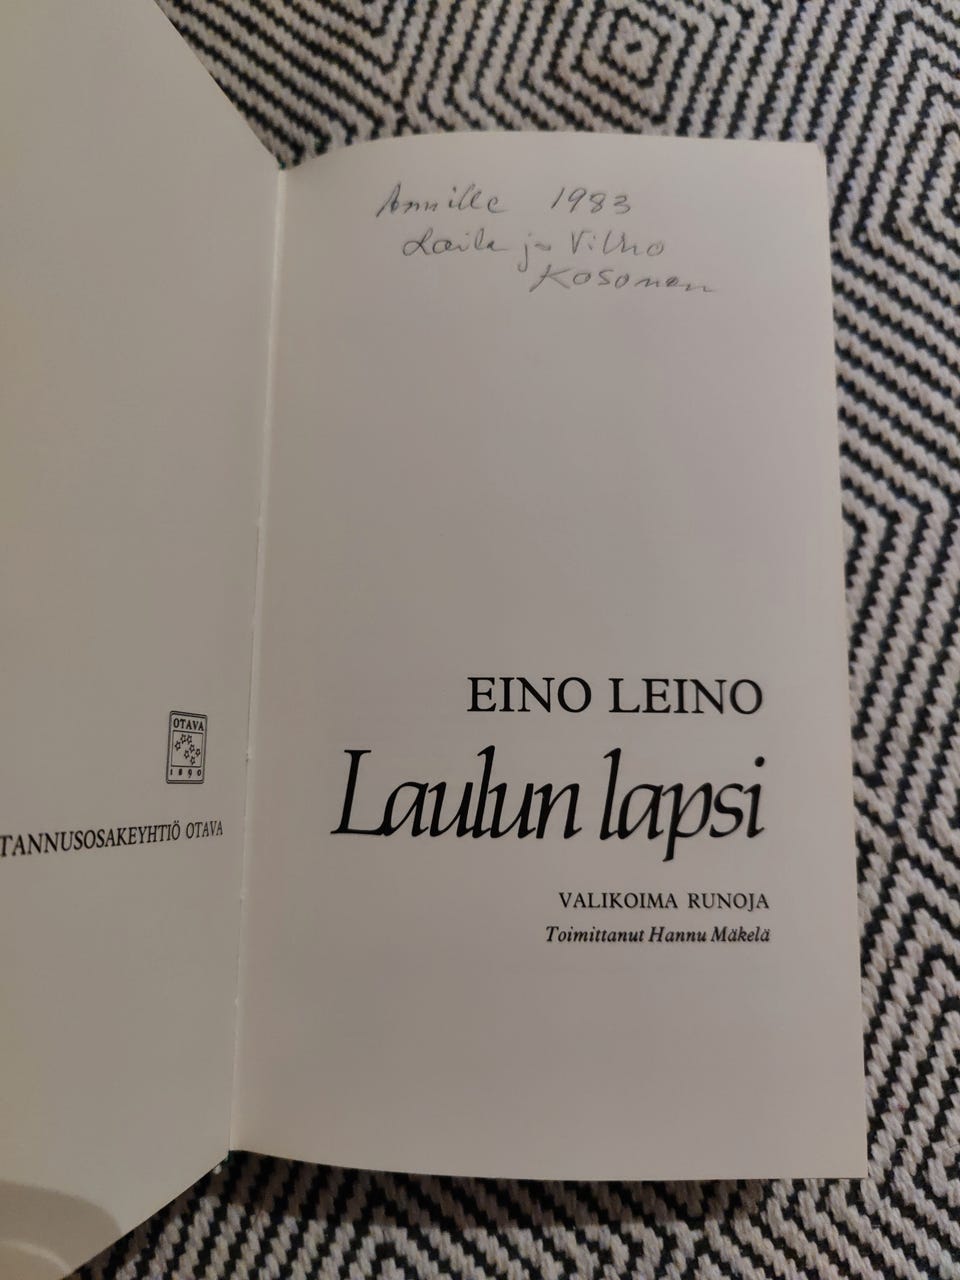 OTAVA
1890
TANNUSOSAKEYHTIÖ OTAVA
Annille 1983
Laila ja Vilho
Kosonen
EINO LEINO
Laulun lapsi
VALIKOIMA RUNOJA
Toimittanut Hannu Mäkelä